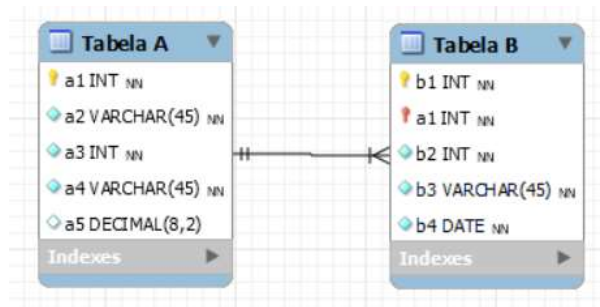 Tabela A
a1 INT NN
a2 VARCHAR(45) NN
a3 INT NN
a4 VARCHAR(45) NN
a5 DECIMAL(8,2)
Indexes
Tabela B
b1 INT NN
a1 INT NN
b2 INT NN
b3 VARCHAR(45) NN
b4 DATE NN
Indexes